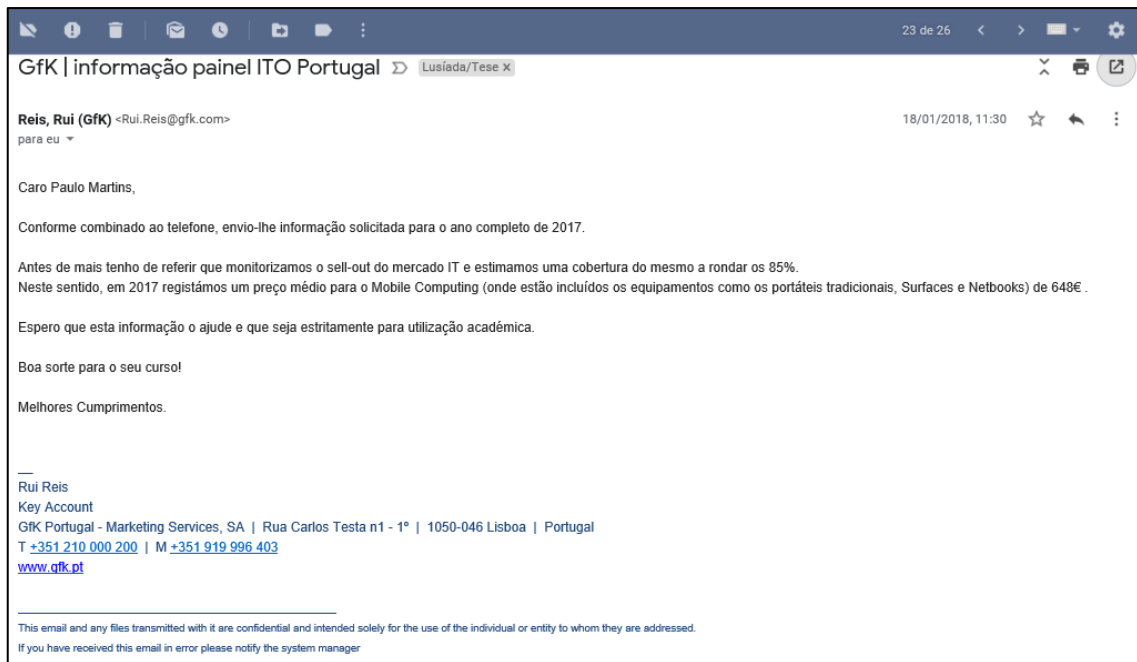 23 de 26
GfK | informação painel ITO Portugal Lusíada/Tese x
Reis, Rui (GfK) <Rui.Reis@gfk.com> 18/01/2018, 11:30
para eu
Caro Paulo Martins,
Conforme combinado ao telefone, envio-lhe informação solicitada para o ano completo de 2017.
Antes de mais tenho de referir que monitorizamos o sell-out do mercado IT e estimamos uma cobertura do mesmo a rondar os 85%.
Neste sentido, em 2017 registámos um preço médio para o Mobile Computing (onde estão incluídos os equipamentos como os portáteis tradicionais, Surfaces e Netbooks) de 648€ .
Espero que esta informação o ajude e que seja estritamente para utilização académica.
Boa sorte para o seu curso!
Melhores Cumprimentos.
__
Rui Reis
Key Account
GfK Portugal - Marketing Services, SA | Rua Carlos Testa n1 - 1º | 1050-046 Lisboa | Portugal
T +351 210 000 200 | M +351 919 996 403
www.gfk.pt
This email and any files transmitted with it are confidential and intended solely for the use of the individual or entity to whom they are addressed.
If you have received this email in error please notify the system manager